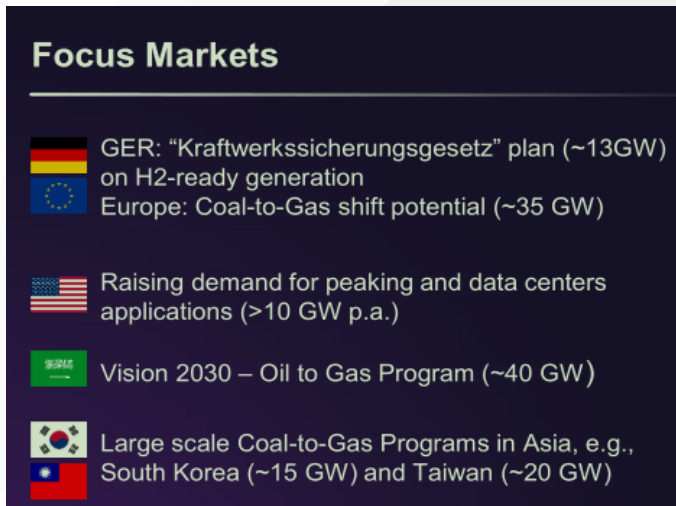 Focus Markets
GER: “Kraftwerkssicherungsgesetz” plan (~13GW)
on H2-ready generation
Europe: Coal-to-Gas shift potential (~35 GW)
Raising demand for peaking and data centers
applications (>10 GW p.a.)
Vision 2030 – Oil to Gas Program (~40 GW)
Large scale Coal-to-Gas Programs in Asia, e.g.,
South Korea (~15 GW) and Taiwan (~20 GW)